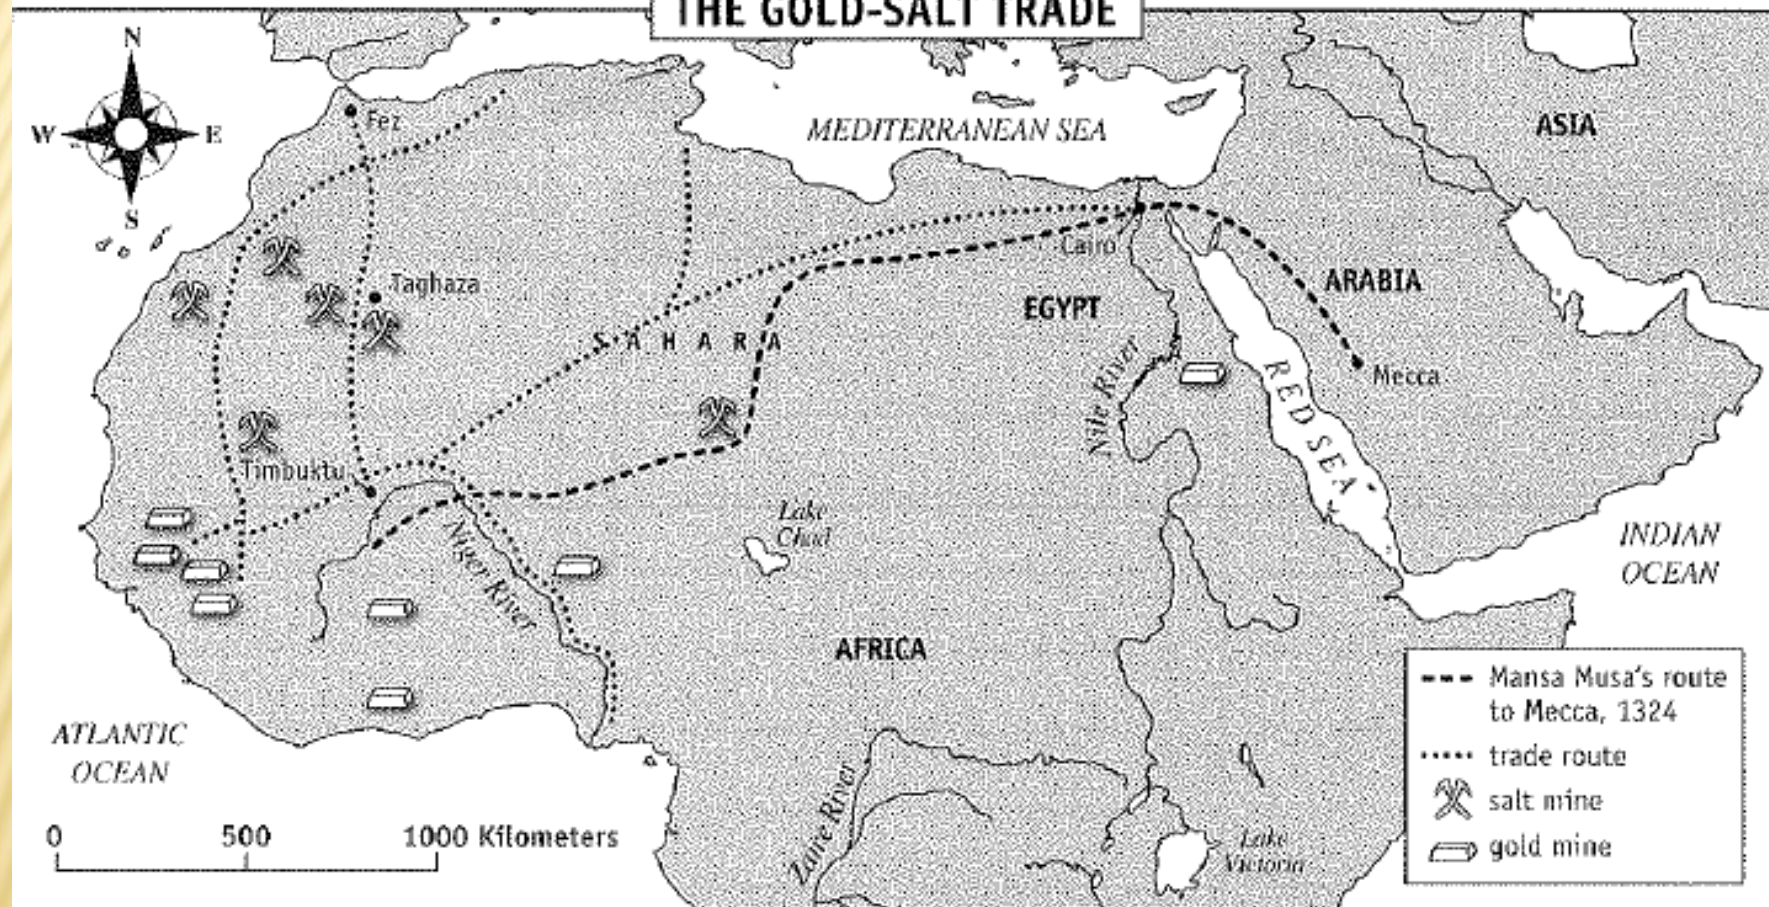 THE GOLD-SALT TRADE
N
W
E
S
Fez
MEDITERRANEAN SEA
ASIA
Cairo
Taghaza
ARABIA
EGYPT
SAHARA
Mecca
Nile River
RED SEA
Timbuktu
Lake
Chad
Niger River
INDIAN
OCEAN
AFRICA
ATLANTIC
OCEAN
Zaire River
Lake
Victoria
0 500 1000 Kilometers
Mansa Musa's route
to Mecca, 1324
trade route
salt mine
gold mine